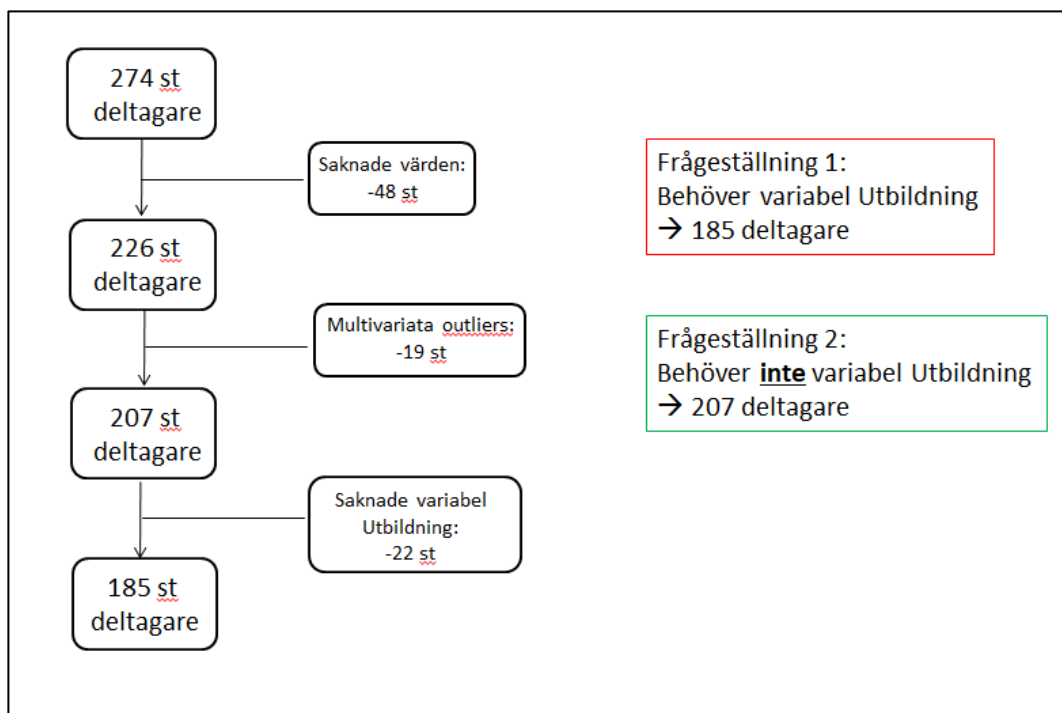 274 st
deltagare
Saknade värden:
-48 st
226 st
deltagare
Multivariata outliers:
-19 st
207 st
deltagare
Saknade variabel
Utbildning:
-22 st
185 st
deltagare
Frågeställning 1:
Behöver variabel Utbildning
→ 185 deltagare
Frågeställning 2:
Behöver inte variabel Utbildning
→ 207 deltagare